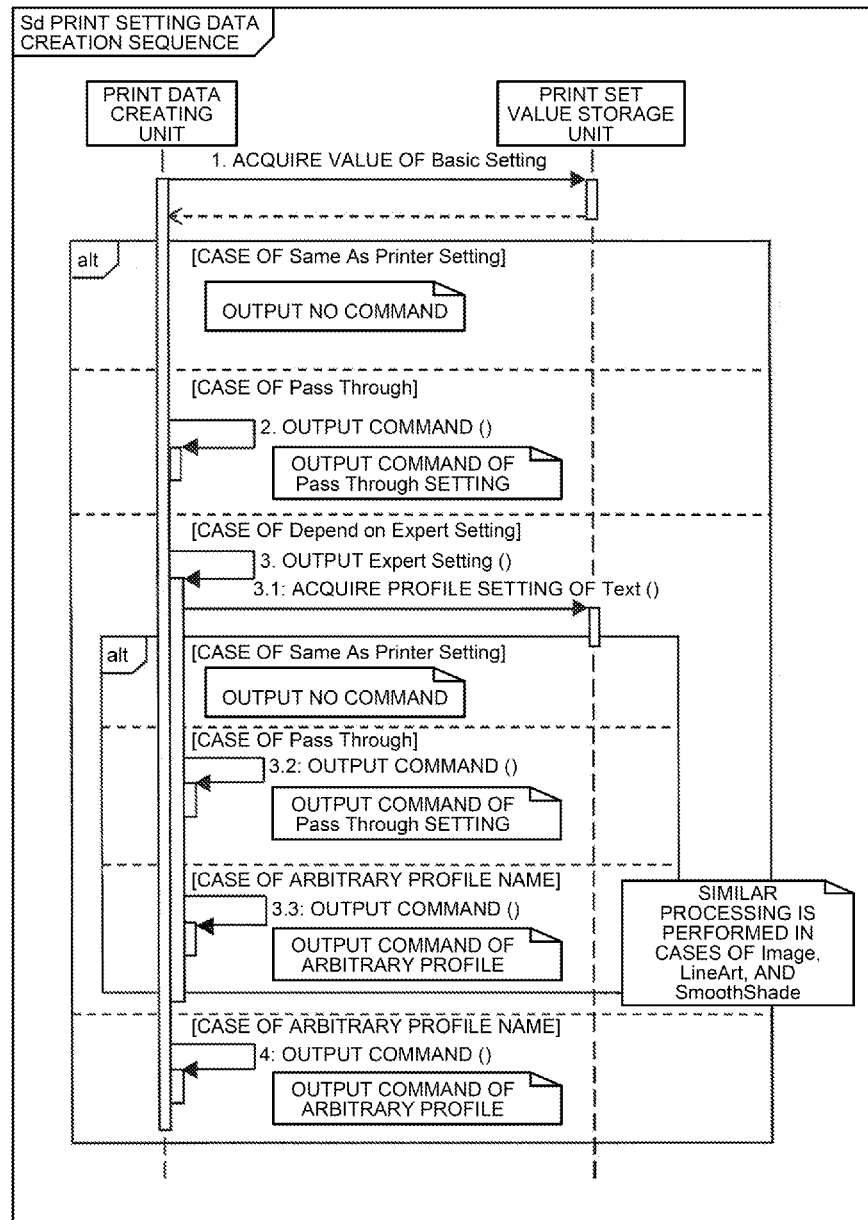 Sd PRINT SETTING DATA
CREATION SEQUENCE
PRINT DATA
CREATING
UNIT
PRINT SET
VALUE STORAGE
UNIT
1. ACQUIRE VALUE OF Basic Setting
alt
[CASE OF Same As Printer Setting]
OUTPUT NO COMMAND
[CASE OF Pass Through]
2. OUTPUT COMMAND ()
OUTPUT COMMAND OF
Pass Through SETTING
[CASE OF Depend on Expert Setting]
3. OUTPUT Expert Setting ()
3.1: ACQUIRE PROFILE SETTING OF Text ()
alt
[CASE OF Same As Printer Setting]
OUTPUT NO COMMAND
[CASE OF Pass Through]
3.2: OUTPUT COMMAND ()
OUTPUT COMMAND OF
Pass Through SETTING
[CASE OF ARBITRARY PROFILE NAME]
3.3: OUTPUT COMMAND ()
OUTPUT COMMAND OF
ARBITRARY PROFILE
SIMILAR
PROCESSING IS
PERFORMED IN
CASES OF Image,
LineArt, AND
SmoothShade
[CASE OF ARBITRARY PROFILE NAME]
4: OUTPUT COMMAND ()
OUTPUT COMMAND OF
ARBITRARY PROFILE